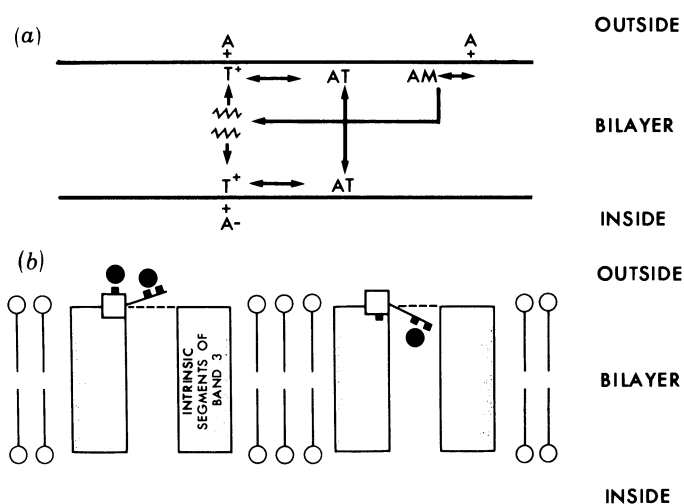 (a)
OUTSIDE
A
+
A
+
T+
AT
AM
BILAYER
T+
AT
+
A-
INSIDE
(b)
OUTSIDE
INTRINSIC
SEGMENTS OF
BAND 3
BILAYER
INSIDE